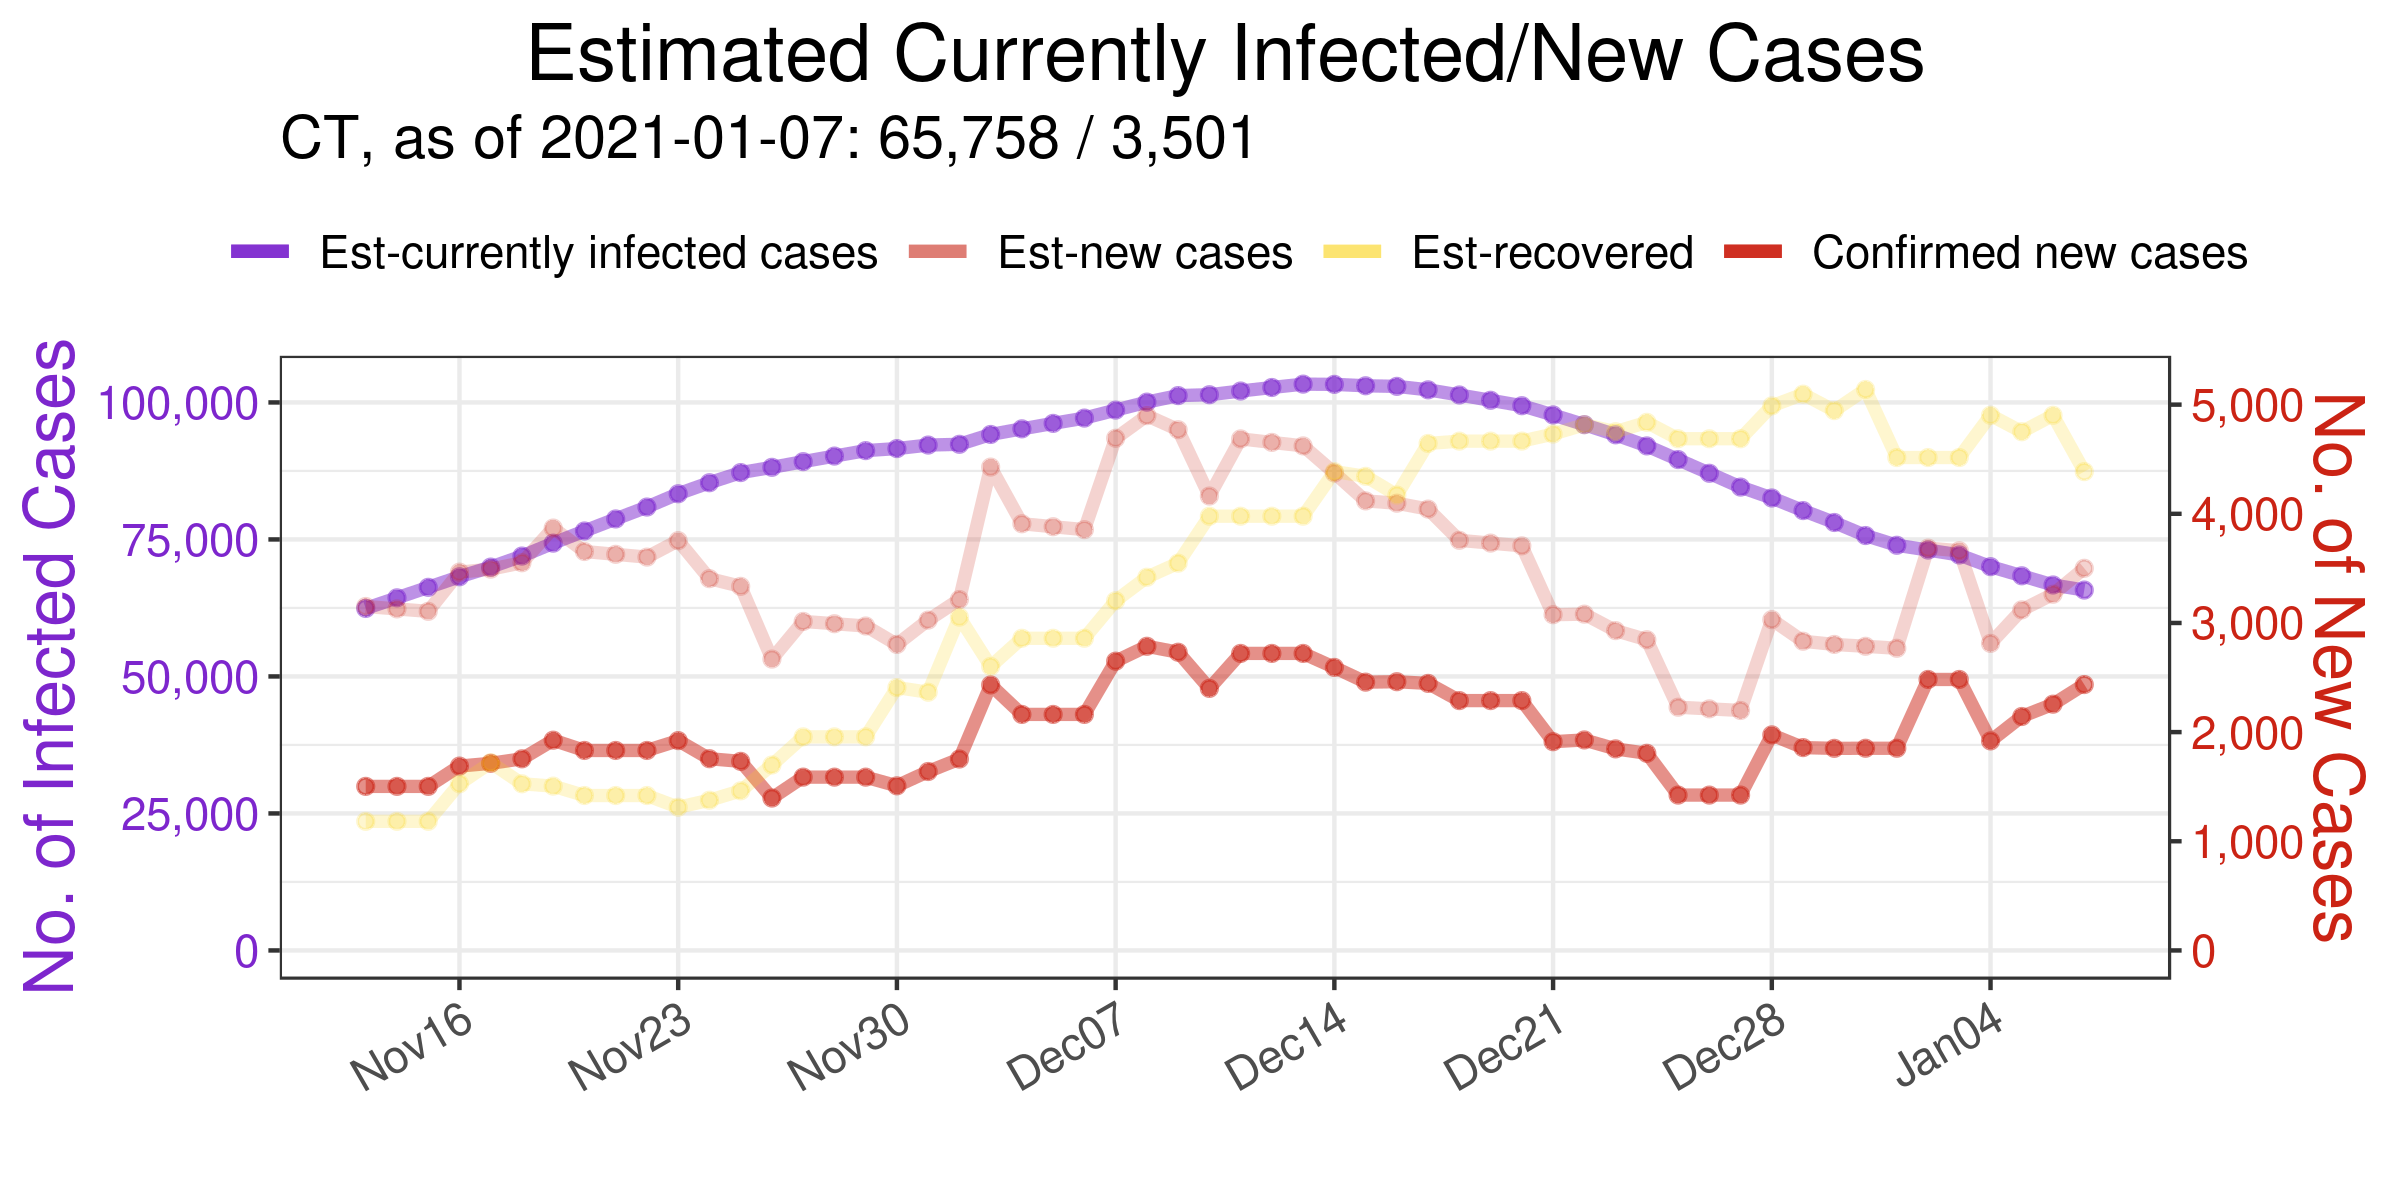 Estimated Currently Infected/New Cases
CT, as of 2021-01-07: 65,758 / 3,501
Est-currently infected cases Est-new cases Est-recovered Confirmed new cases
No. of Infected Cases
100,000
75,000
50,000
25,000
0
5,000
4,000
3,000
2,000
1,000
0
No. of New Cases
Nov16 Nov23 Nov30 Dec07 Dec14 Dec21 Dec28 Jan04